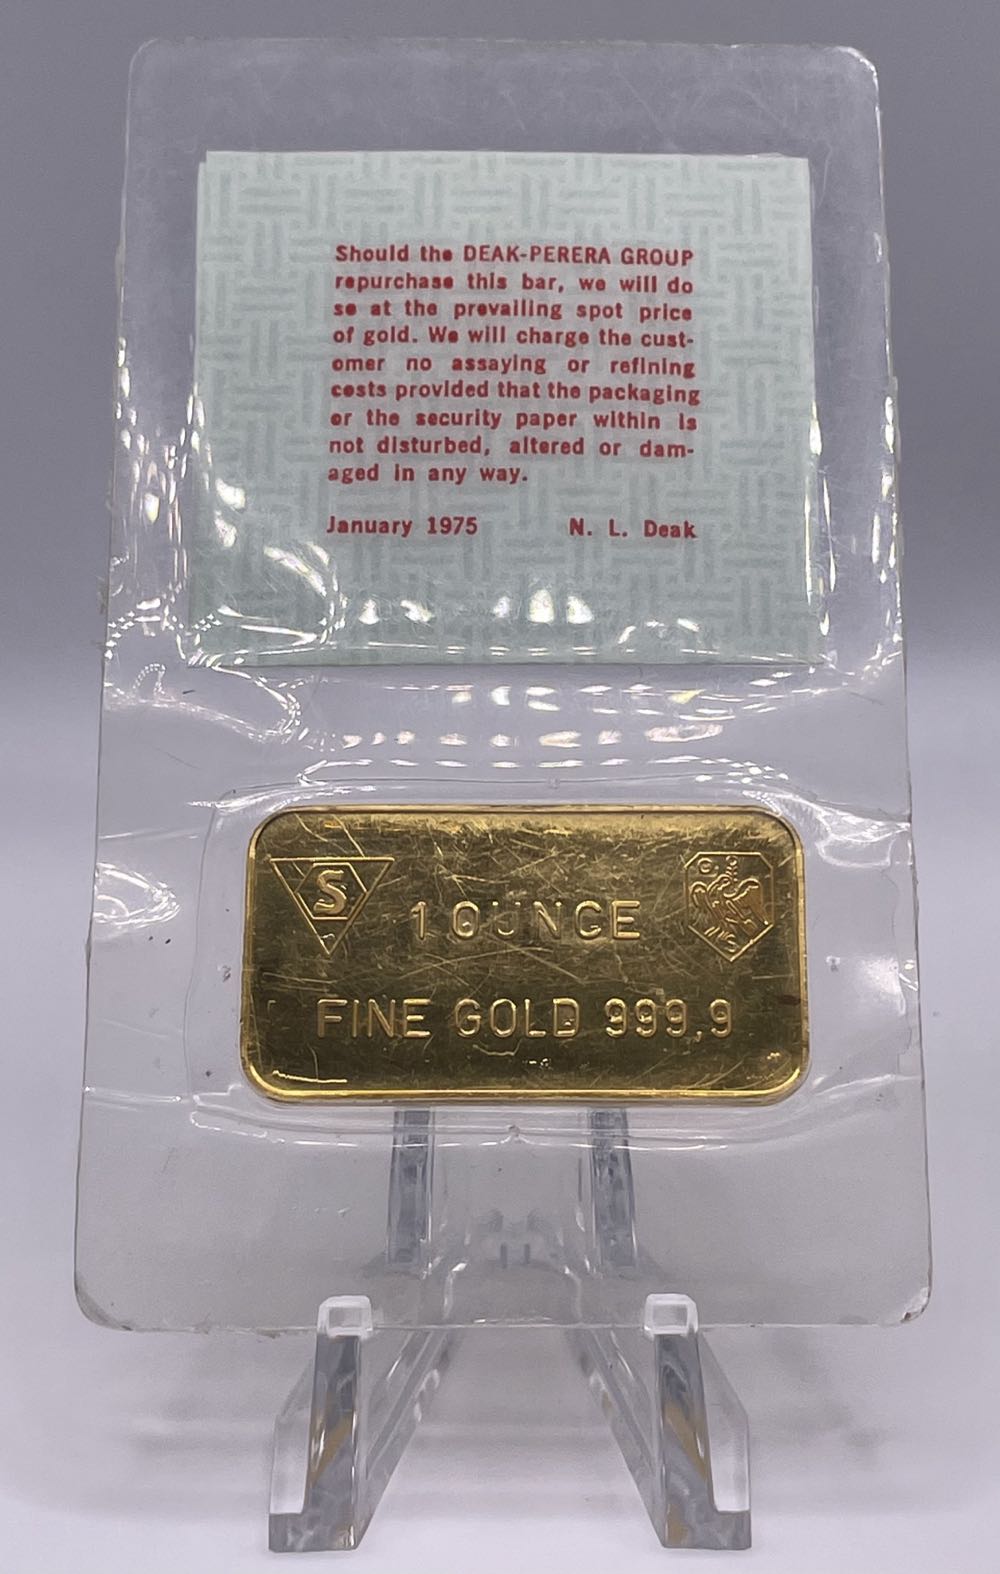 Should the DEAK-PERERA GROUP
repurchase this bar, we will do
so at the prevailing spot price
of gold. We will charge the cust-
omer no assaying or refining
costs provided that the packaging
or the security paper within is
not disturbed, altered or dam-
aged in any way.
January 1975 N. L. Deak
S
1 OUNCE
FINE GOLD 999,9